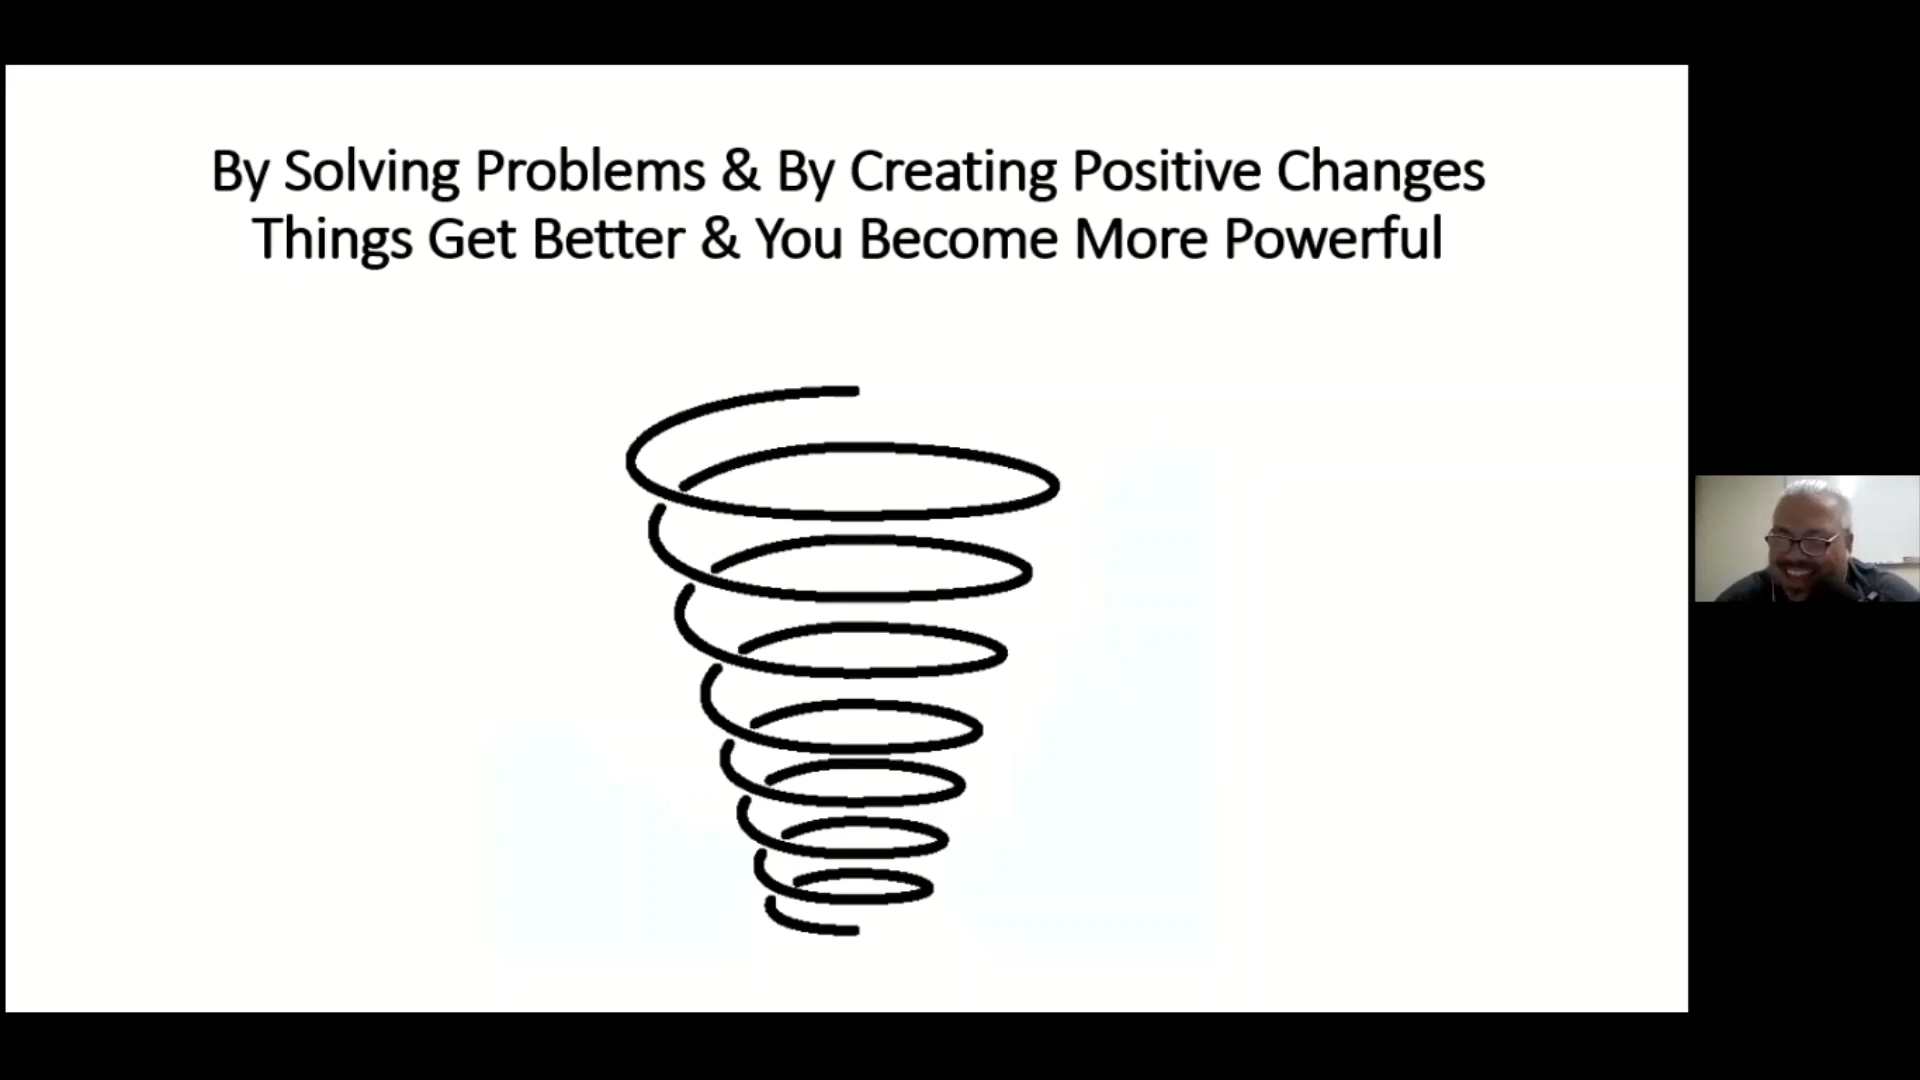 By Solving Problems & By Creating Positive Changes
Things Get Better & You Become More Powerful